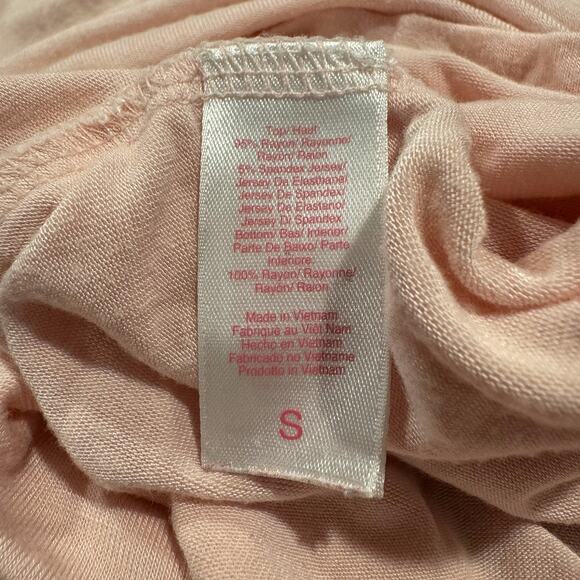 Top/ Haut
95% Rayon/ Rayonne/
Rayón/ Raion
5% Spandex Jersey/
Jersey De Elasthane/
Jersey De Spandex/
Jersey De Elastano/
Jersey Di Spandex
Bottom/ Bas/ Inferior/
Parte De Baixo/ Parte
Inferiore:
100% Rayon/ Rayonne/
Rayón/ Raion
Made in Vietnam
Fabrique au Viêt Nam
Hecho en Vietnam
Fabricado no Vietname
Prodotto in Vietnam
S